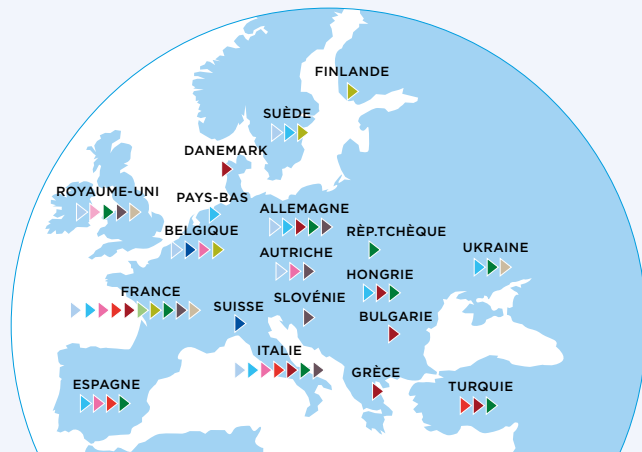 FINLANDE
SUÈDE
DANEMARK
ROYAUME-UNI
PAYS-BAS
ALLEMAGNE
BELGIQUE
RÈP.TCHÈQUE
UKRAINE
AUTRICHE
HONGRIE
FRANCE
SLOVÉNIE
SUISSE
BULGARIE
ITALIE
GRÈCE
ESPAGNE
TURQUIE